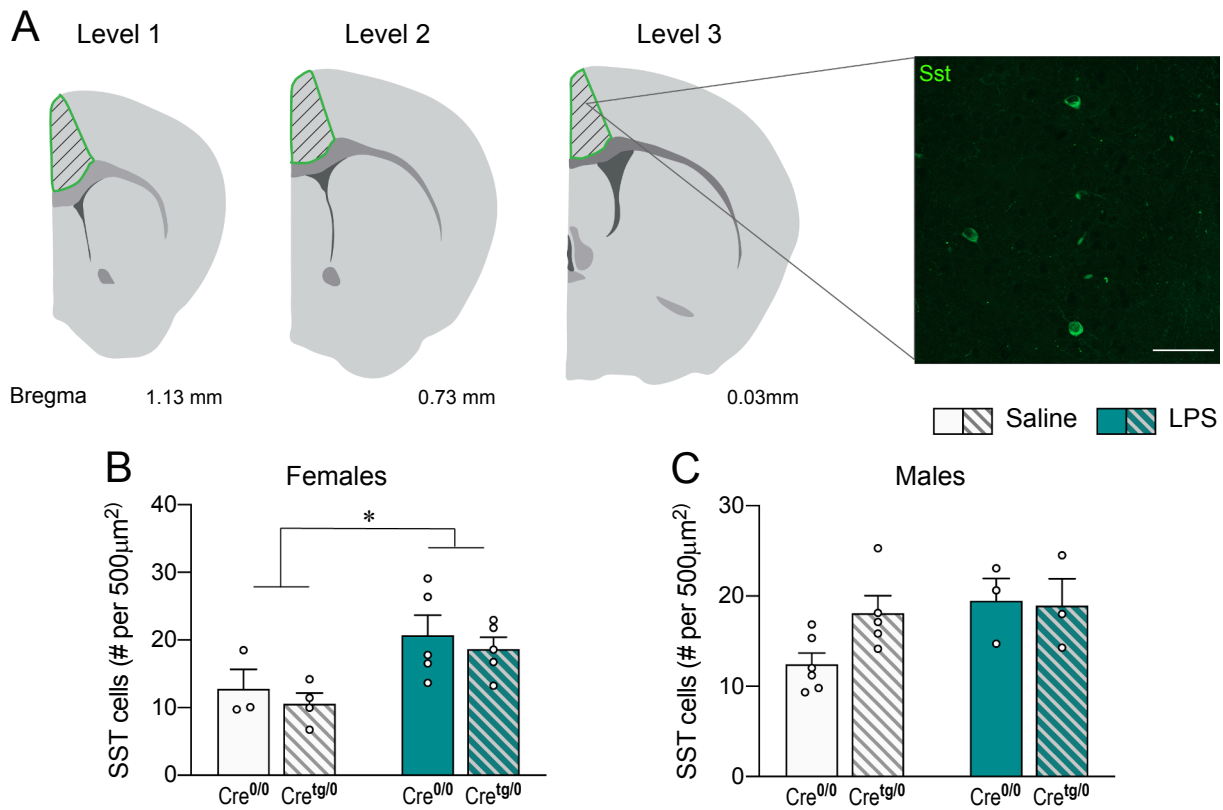 A
Level 1 Level 2 Level 3
Sst
Bregma 1.13 mm 0.73 mm 0.03mm
Saline LPS
B
Females
SST cells (# per 500μm²)
40
30
20
10
0
*
Cre⁰/⁰ Creᵗᵍ/⁰ Cre⁰/⁰ Creᵗᵍ/⁰
C
Males
SST cells (# per 500μm²)
30
20
10
0
Cre⁰/⁰ Creᵗᵍ/⁰ Cre⁰/⁰ Creᵗᵍ/⁰